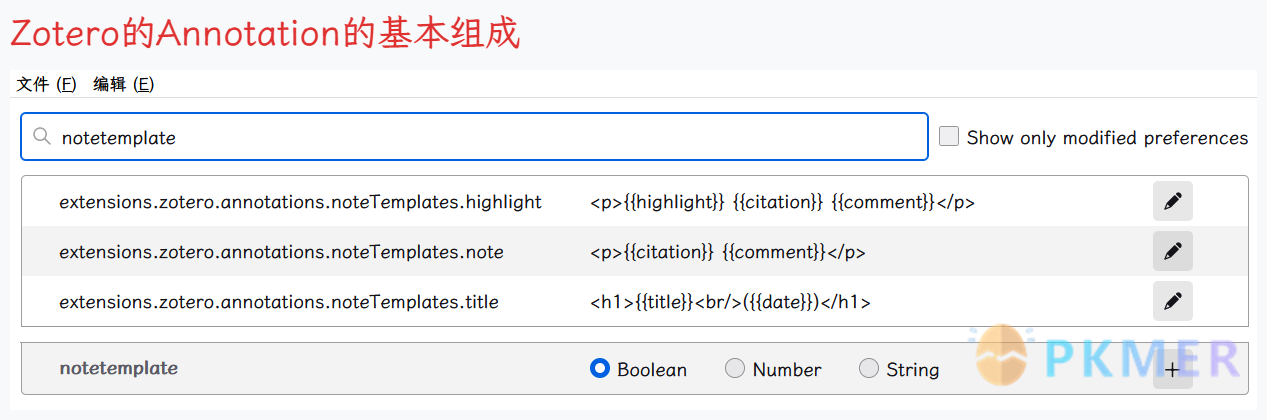 Zotero的Annotation的基本组成
文件 (F) 编辑 (E)
notetemplate Show only modified preferences
extensions.zotero.annotations.noteTemplates.highlight <p>{{highlight}} {{citation}} {{comment}}</p>
extensions.zotero.annotations.noteTemplates.note <p>{{citation}} {{comment}}</p>
extensions.zotero.annotations.noteTemplates.title <h1>{{title}}<br/>({{date}})</h1>
notetemplate Boolean Number String +
PKMER